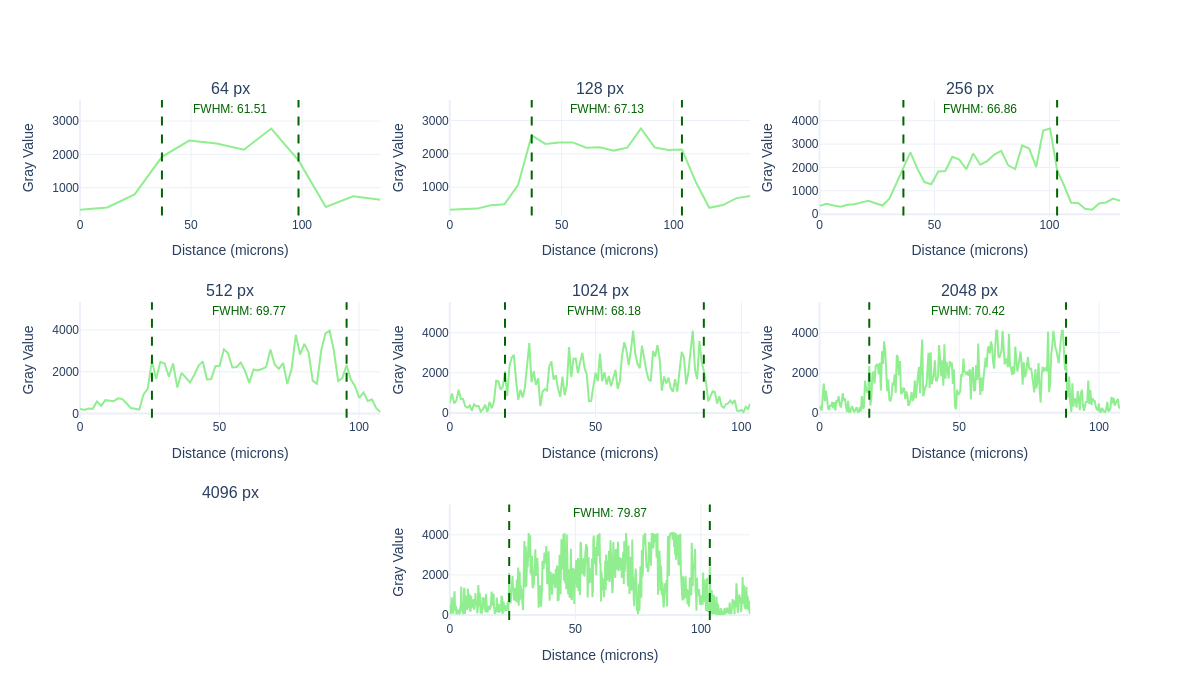 64 px
128 px
256 px
FWHM: 61.51
FWHM: 67.13
FWHM: 66.86
Gray Value
3000
2000
1000
0
50
100
Distance (microns)
Gray Value
3000
2000
1000
0
50
100
Distance (microns)
Gray Value
4000
3000
2000
1000
0
0
50
100
Distance (microns)
512 px
1024 px
2048 px
FWHM: 69.77
FWHM: 68.18
FWHM: 70.42
Gray Value
4000
2000
0
0
50
100
Distance (microns)
Gray Value
4000
2000
0
0
50
100
Distance (microns)
Gray Value
4000
2000
0
0
50
100
Distance (microns)
4096 px
FWHM: 79.87
Gray Value
4000
2000
0
0
50
100
Distance (microns)